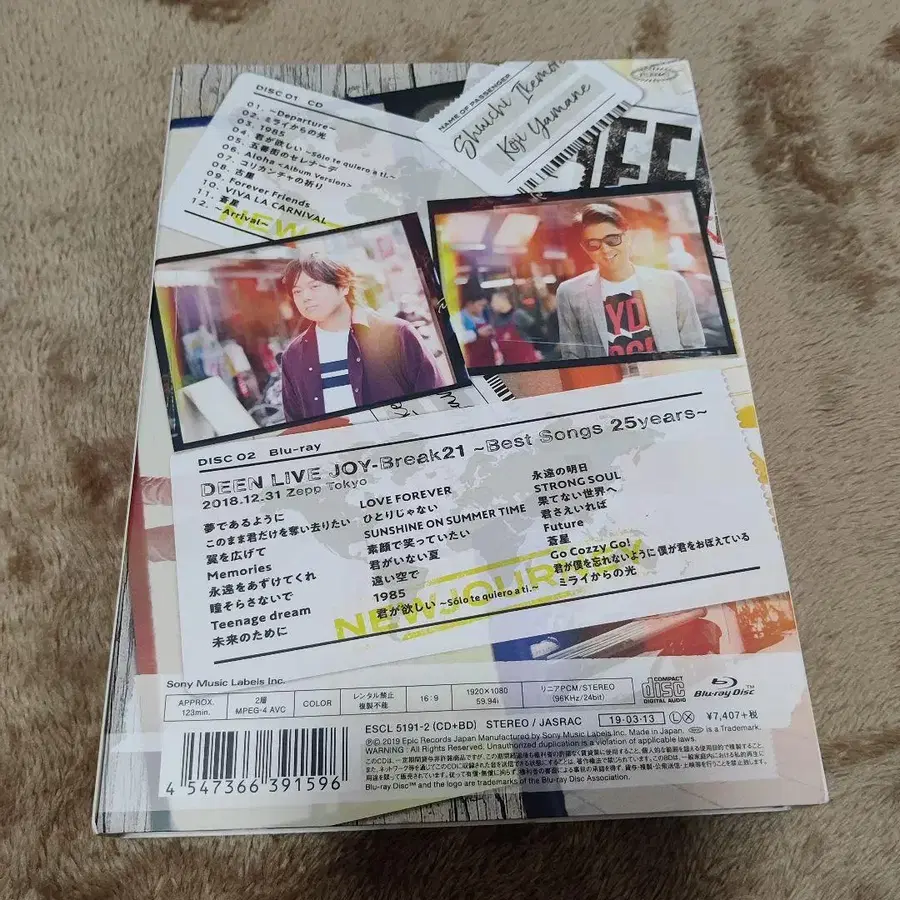 DISC 01 CD
01. ~Departure~
02. ミライからの光
03. 1985
04. 君が欲しい ~Sólo te quiero a ti.~
05. 五番街のセレナーデ
06. Aloha <Album Version>
07. コリカンチャの祈り
08. 古里
09. Forever Friends
10. VIVA LA CARNIVAL
11. 蒼星
12. ~Arrival~
NAME OF PASSENGER
Shuichi Ikemori
Koji Yamane
DISC 02 Blu-ray
DEEN LIVE JOY-Break21 ~Best Songs 25years~
2018.12.31 Zepp Tokyo
夢であるように
このまま君だけを奪い去りたい
翼を広げて
Memories
永遠をあずけてくれ
瞳そらさないで
Teenage dream
未来のために
LOVE FOREVER
ひとりじゃない
SUNSHINE ON SUMMER TIME
素顔で笑っていたい
君がいない夏
遠い空で
1985
君が欲しい ~Sólo te quiero a ti.~
永遠の明日
STRONG SOUL
果てない世界へ
君さえいれば
Future
蒼星
Go Cozzy Go!
君が僕を忘れないように 僕が君をおぼえている
ミライからの光
NEW JOURNEY
Sony Music Labels Inc.
APPROX. 123min.
2層 MPEG-4 AVC
COLOR
レンタル禁止 複製不能
16:9
1920×1080 59.94i
リニアPCM/STEREO (96KHz/24bit)
COMPACT disc DIGITAL AUDIO
Blu-ray Disc™
ESCL 5191-2 (CD+BD) STEREO / JASRAC
19·03·13
L X
¥7,407+税
℗© 2019 Epic Records Japan Manufactured by Sony Music Labels Inc. Made in Japan.
is a Trademark.
WARNING : All Rights Reserved. Unauthorized duplication is a violation of applicable laws.
Blu-ray Disc™ and the logo are trademarks of the Blu-ray Disc Association.
4 547366 391596